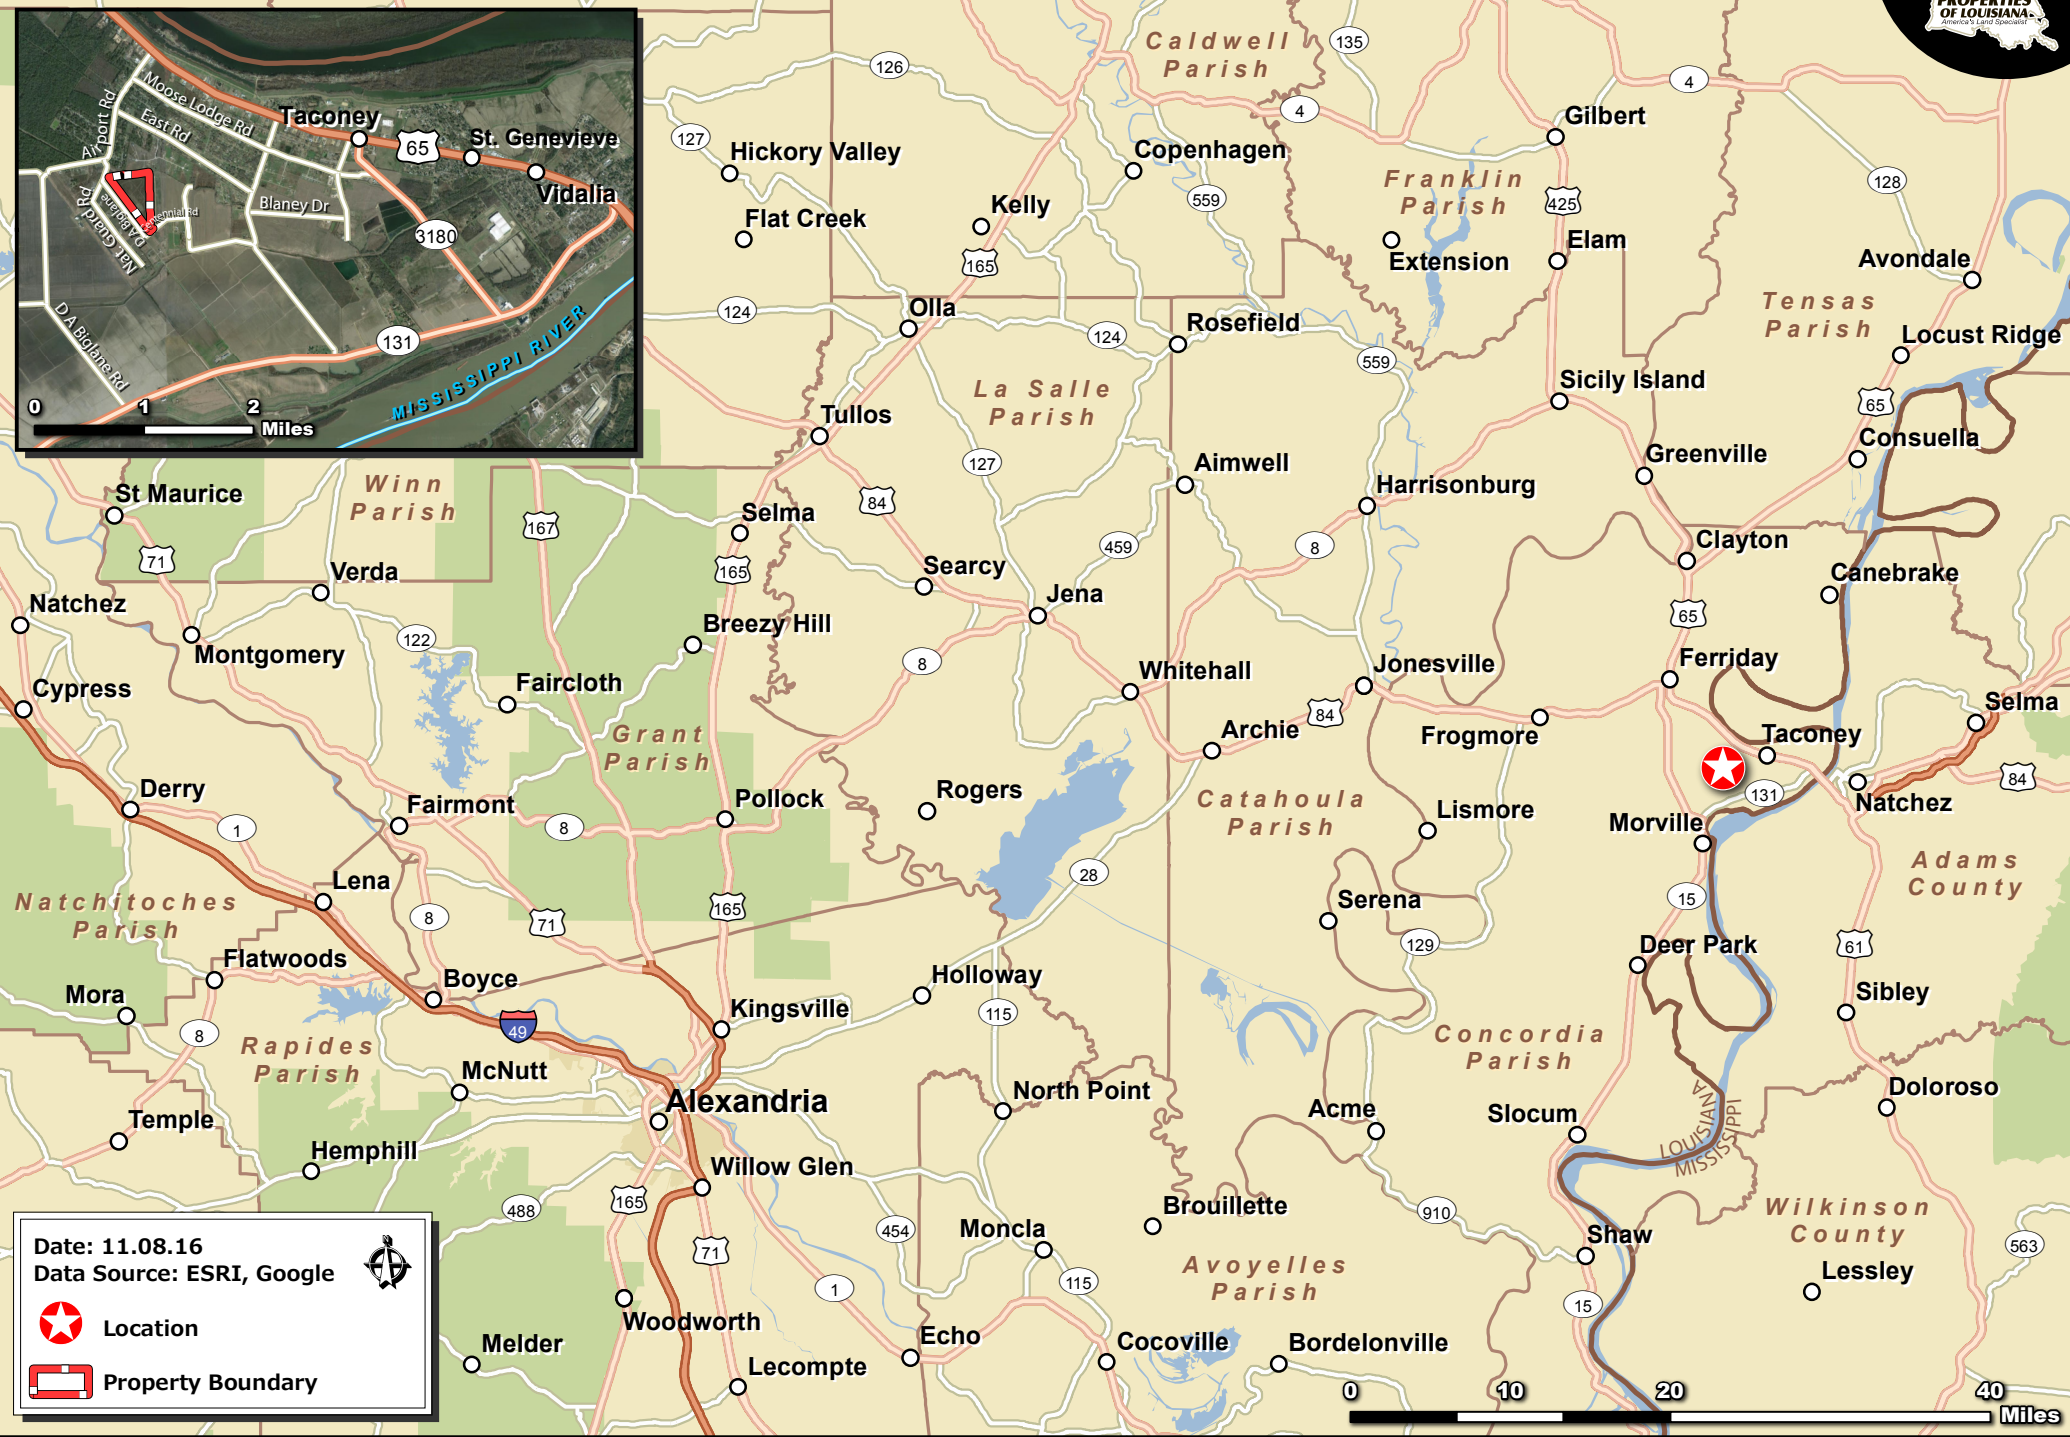 PROPERTIES
OF LOUISIANA
America's Land Specialist
Moose Lodge Rd
East Rd
Airport Rd
Taconey
65
St. Genevieve
Vidalia
Blaney Dr
3180
Nat. Guard Rd
D A Biglane
D A Biglane Rd
131
MISSISSIPPI RIVER
0 1 2 Miles
Caldwell
Parish
135
126
4
4
127
Hickory Valley
Copenhagen
Gilbert
Franklin
Parish
128
559
425
Kelly
Flat Creek
165
Extension
Elam
Avondale
124
Olla
124
Rosefield
559
Tensas
Parish
Locust Ridge
La Salle
Parish
Tullos
Sicily Island
65
Consuella
Winn
Parish
St Maurice
71
167
Selma
165
84
127
Aimwell
Harrisonburg
Greenville
459
8
Clayton
Canebrake
Verda
Searcy
Jena
Natchez
Montgomery
122
Breezy Hill
8
65
Ferriday
Cypress
Faircloth
Whitehall
Jonesville
Selma
Grant
Parish
Archie
84
Frogmore
Taconey
84
131
Natchez
Derry
1
Fairmont
8
Pollock
Rogers
Catahoula
Parish
Lismore
Morville
Adams
County
28
Lena
Natchitoches
Parish
8
71
165
Serena
129
15
Deer Park
61
Flatwoods
Boyce
Holloway
Mora
8
49
Kingsville
115
Sibley
Rapides
Parish
Concordia
Parish
McNutt
North Point
Doloroso
Alexandria
Acme
Slocum
LOUISIANA
MISSISSIPPI
Temple
Hemphill
Willow Glen
165
488
454
Moncla
Brouillette
910
Wilkinson
County
Shaw
563
71
Avoyelles
Parish
Lessley
1
115
15
Woodworth
Melder
Echo
Cocoville
Bordelonville
Lecompte
Date: 11.08.16
Data Source: ESRI, Google
Location
Property Boundary
0 10 20 40
Miles